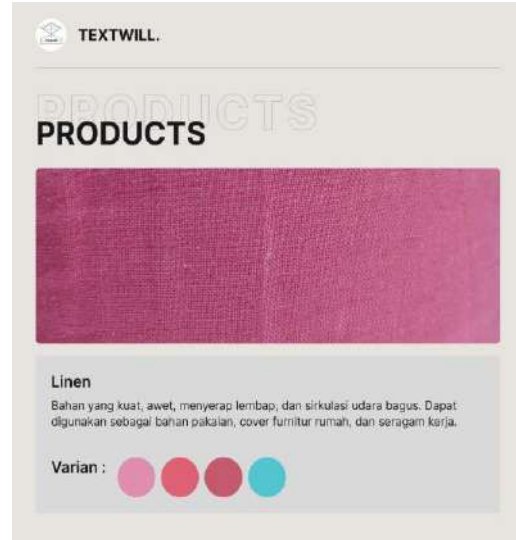 TEXTWILL.
PRODUCTS
PRODUCTS
Linen
Bahan yang kuat, awet, menyerap lembap, dan sirkulasi udara bagus. Dapat
digunakan sebagai bahan pakaian, cover furnitur rumah, dan seragam kerja.
Varian :